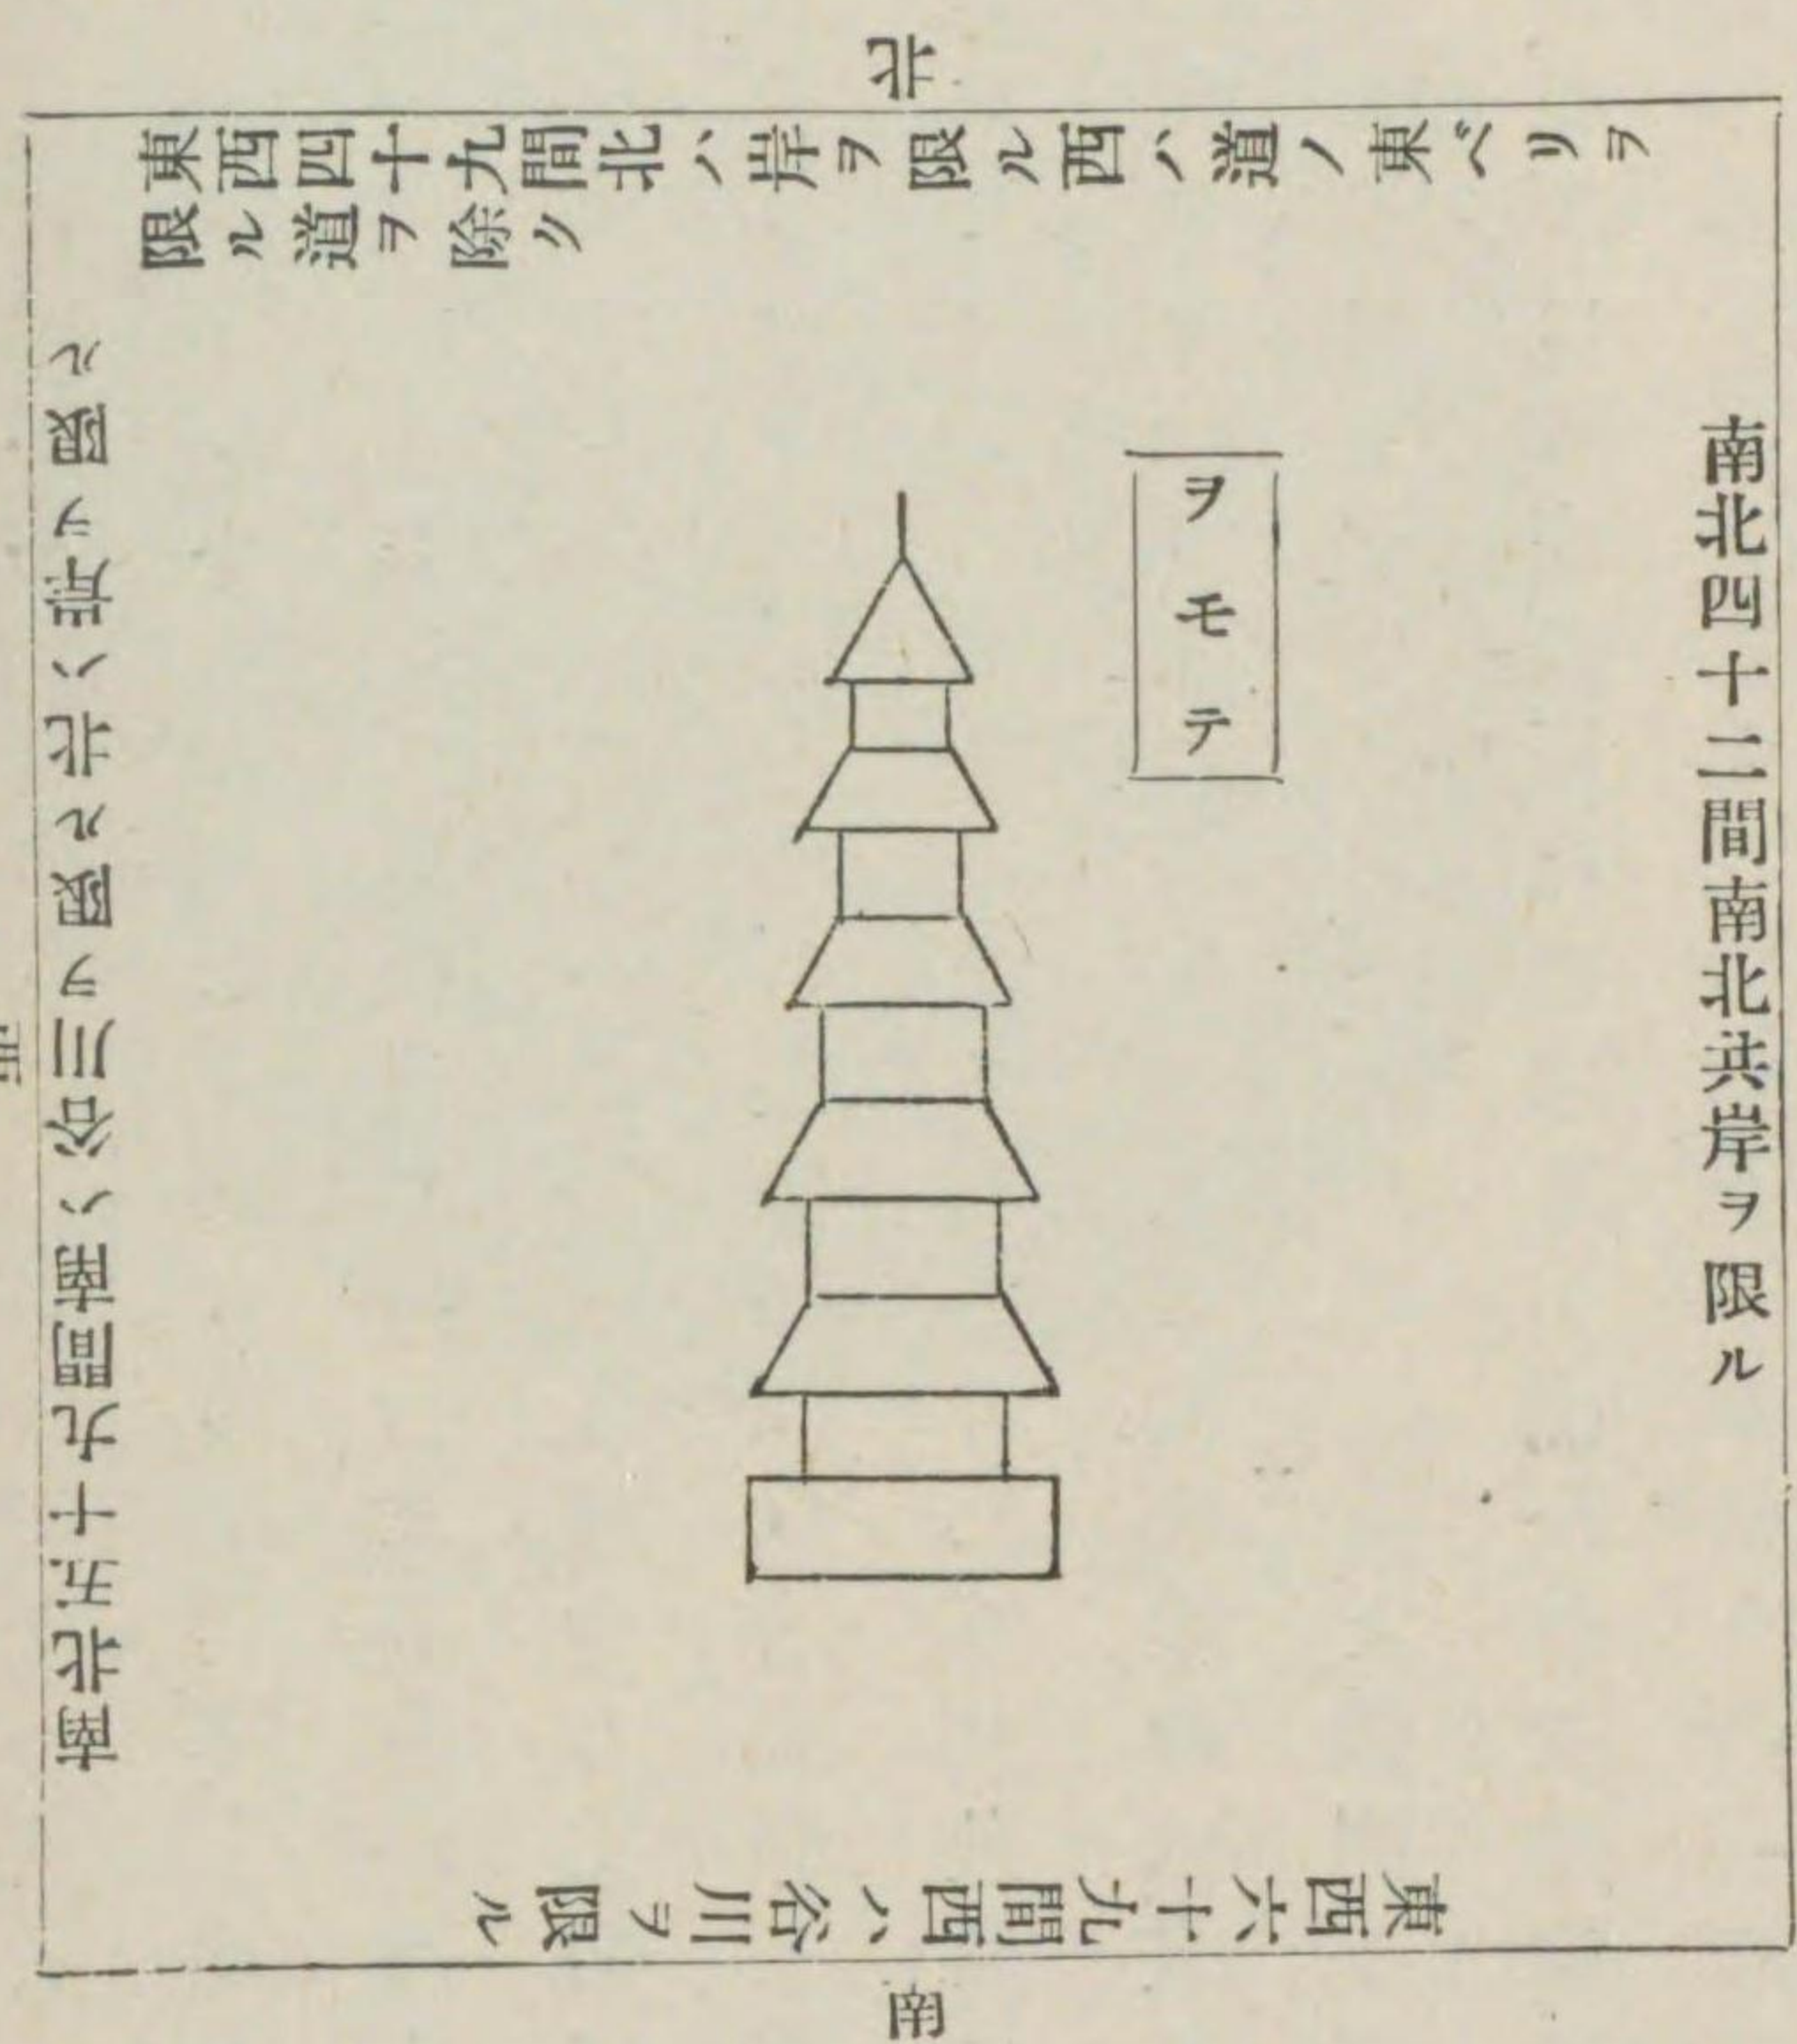 北
東西四十九間北ハ岸ヲ限ル西ハ道ノ東ベリヲ
限ル道ヲ除ク
南北四十二間南北共岸ヲ限ル
ヲモテ
南北五十九間南ハ谷川ヲ限ル北ハ岸ヲ限ル
東西六十九間西ハ谷川ヲ限ル
南